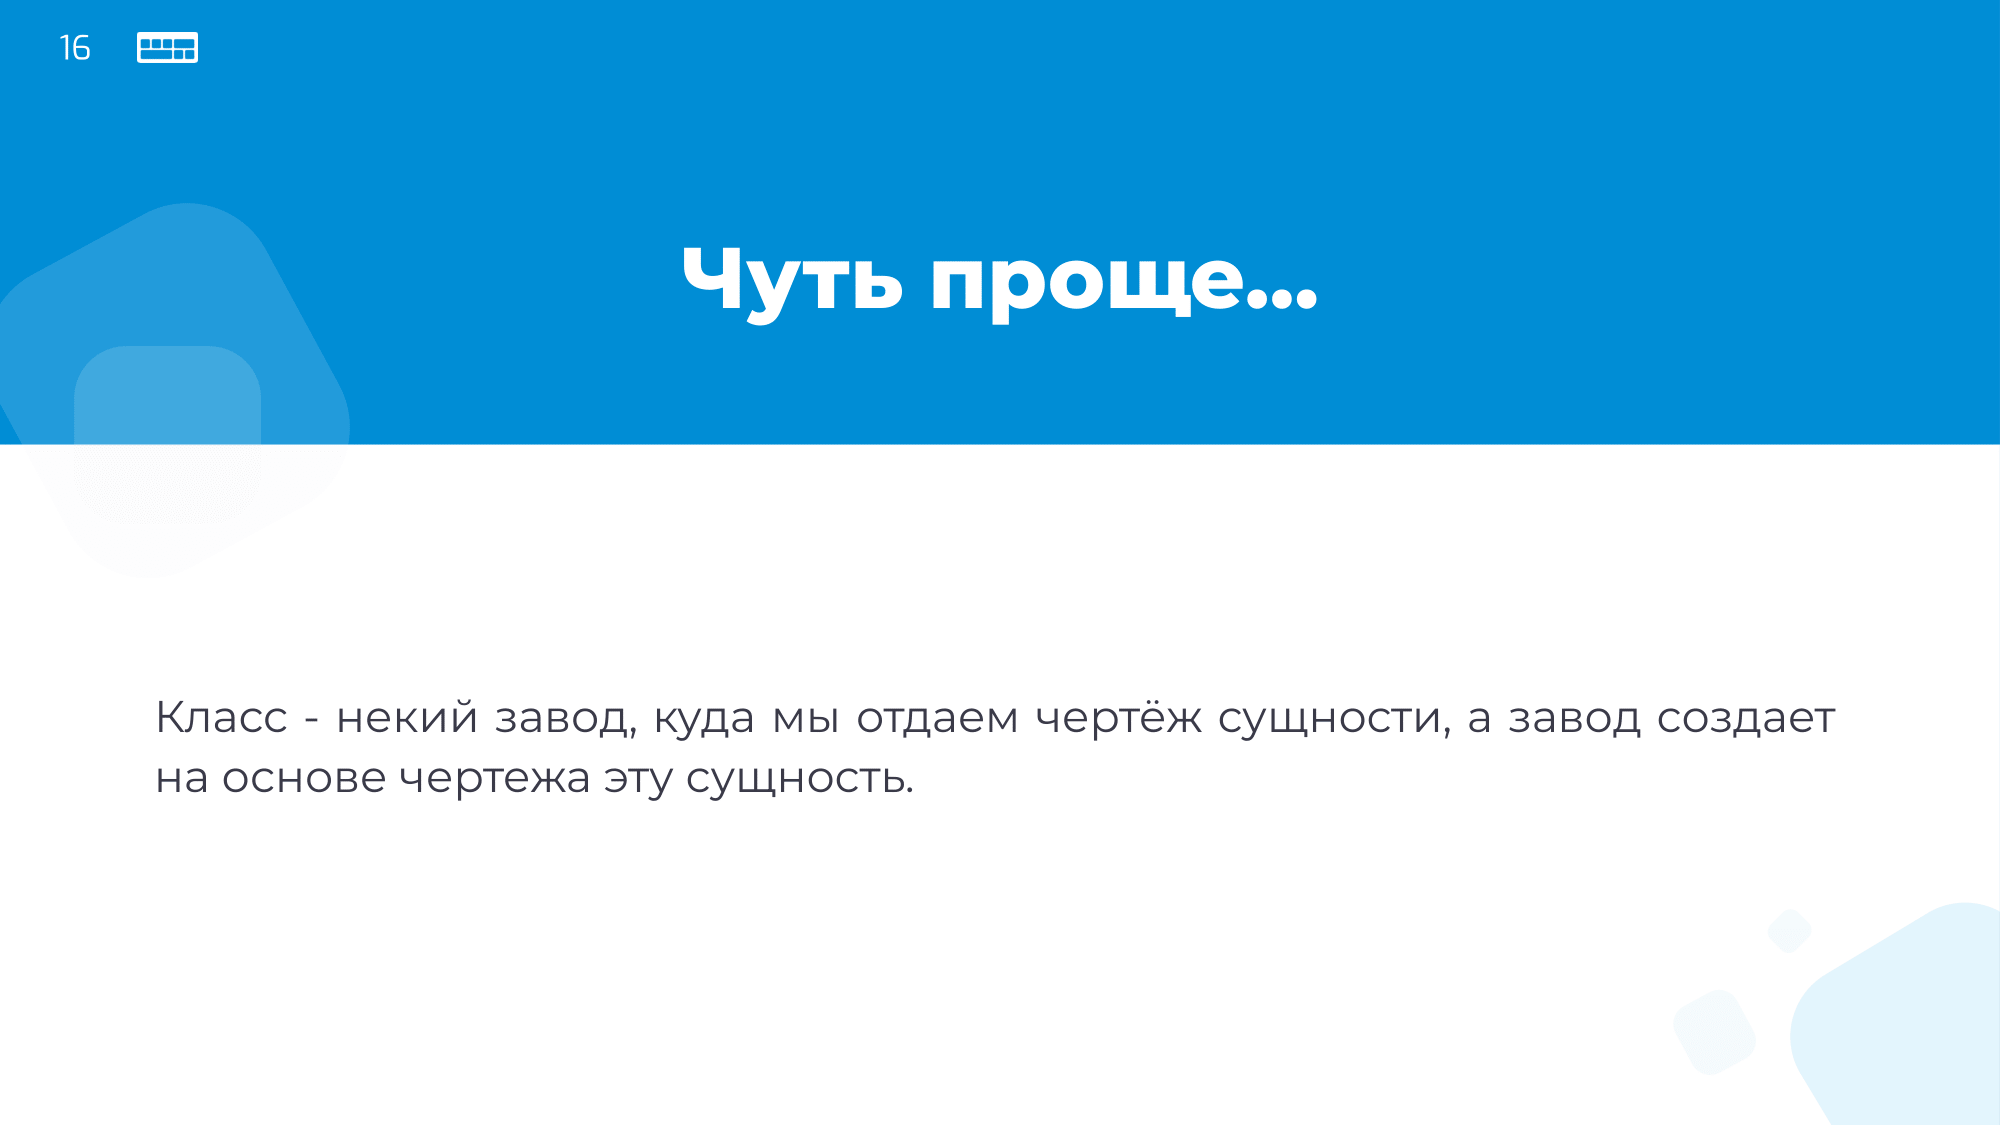 16
Чуть проще...
Класс - некий завод, куда мы отдаем чертёж сущности, а завод создает
на основе чертежа эту сущность.